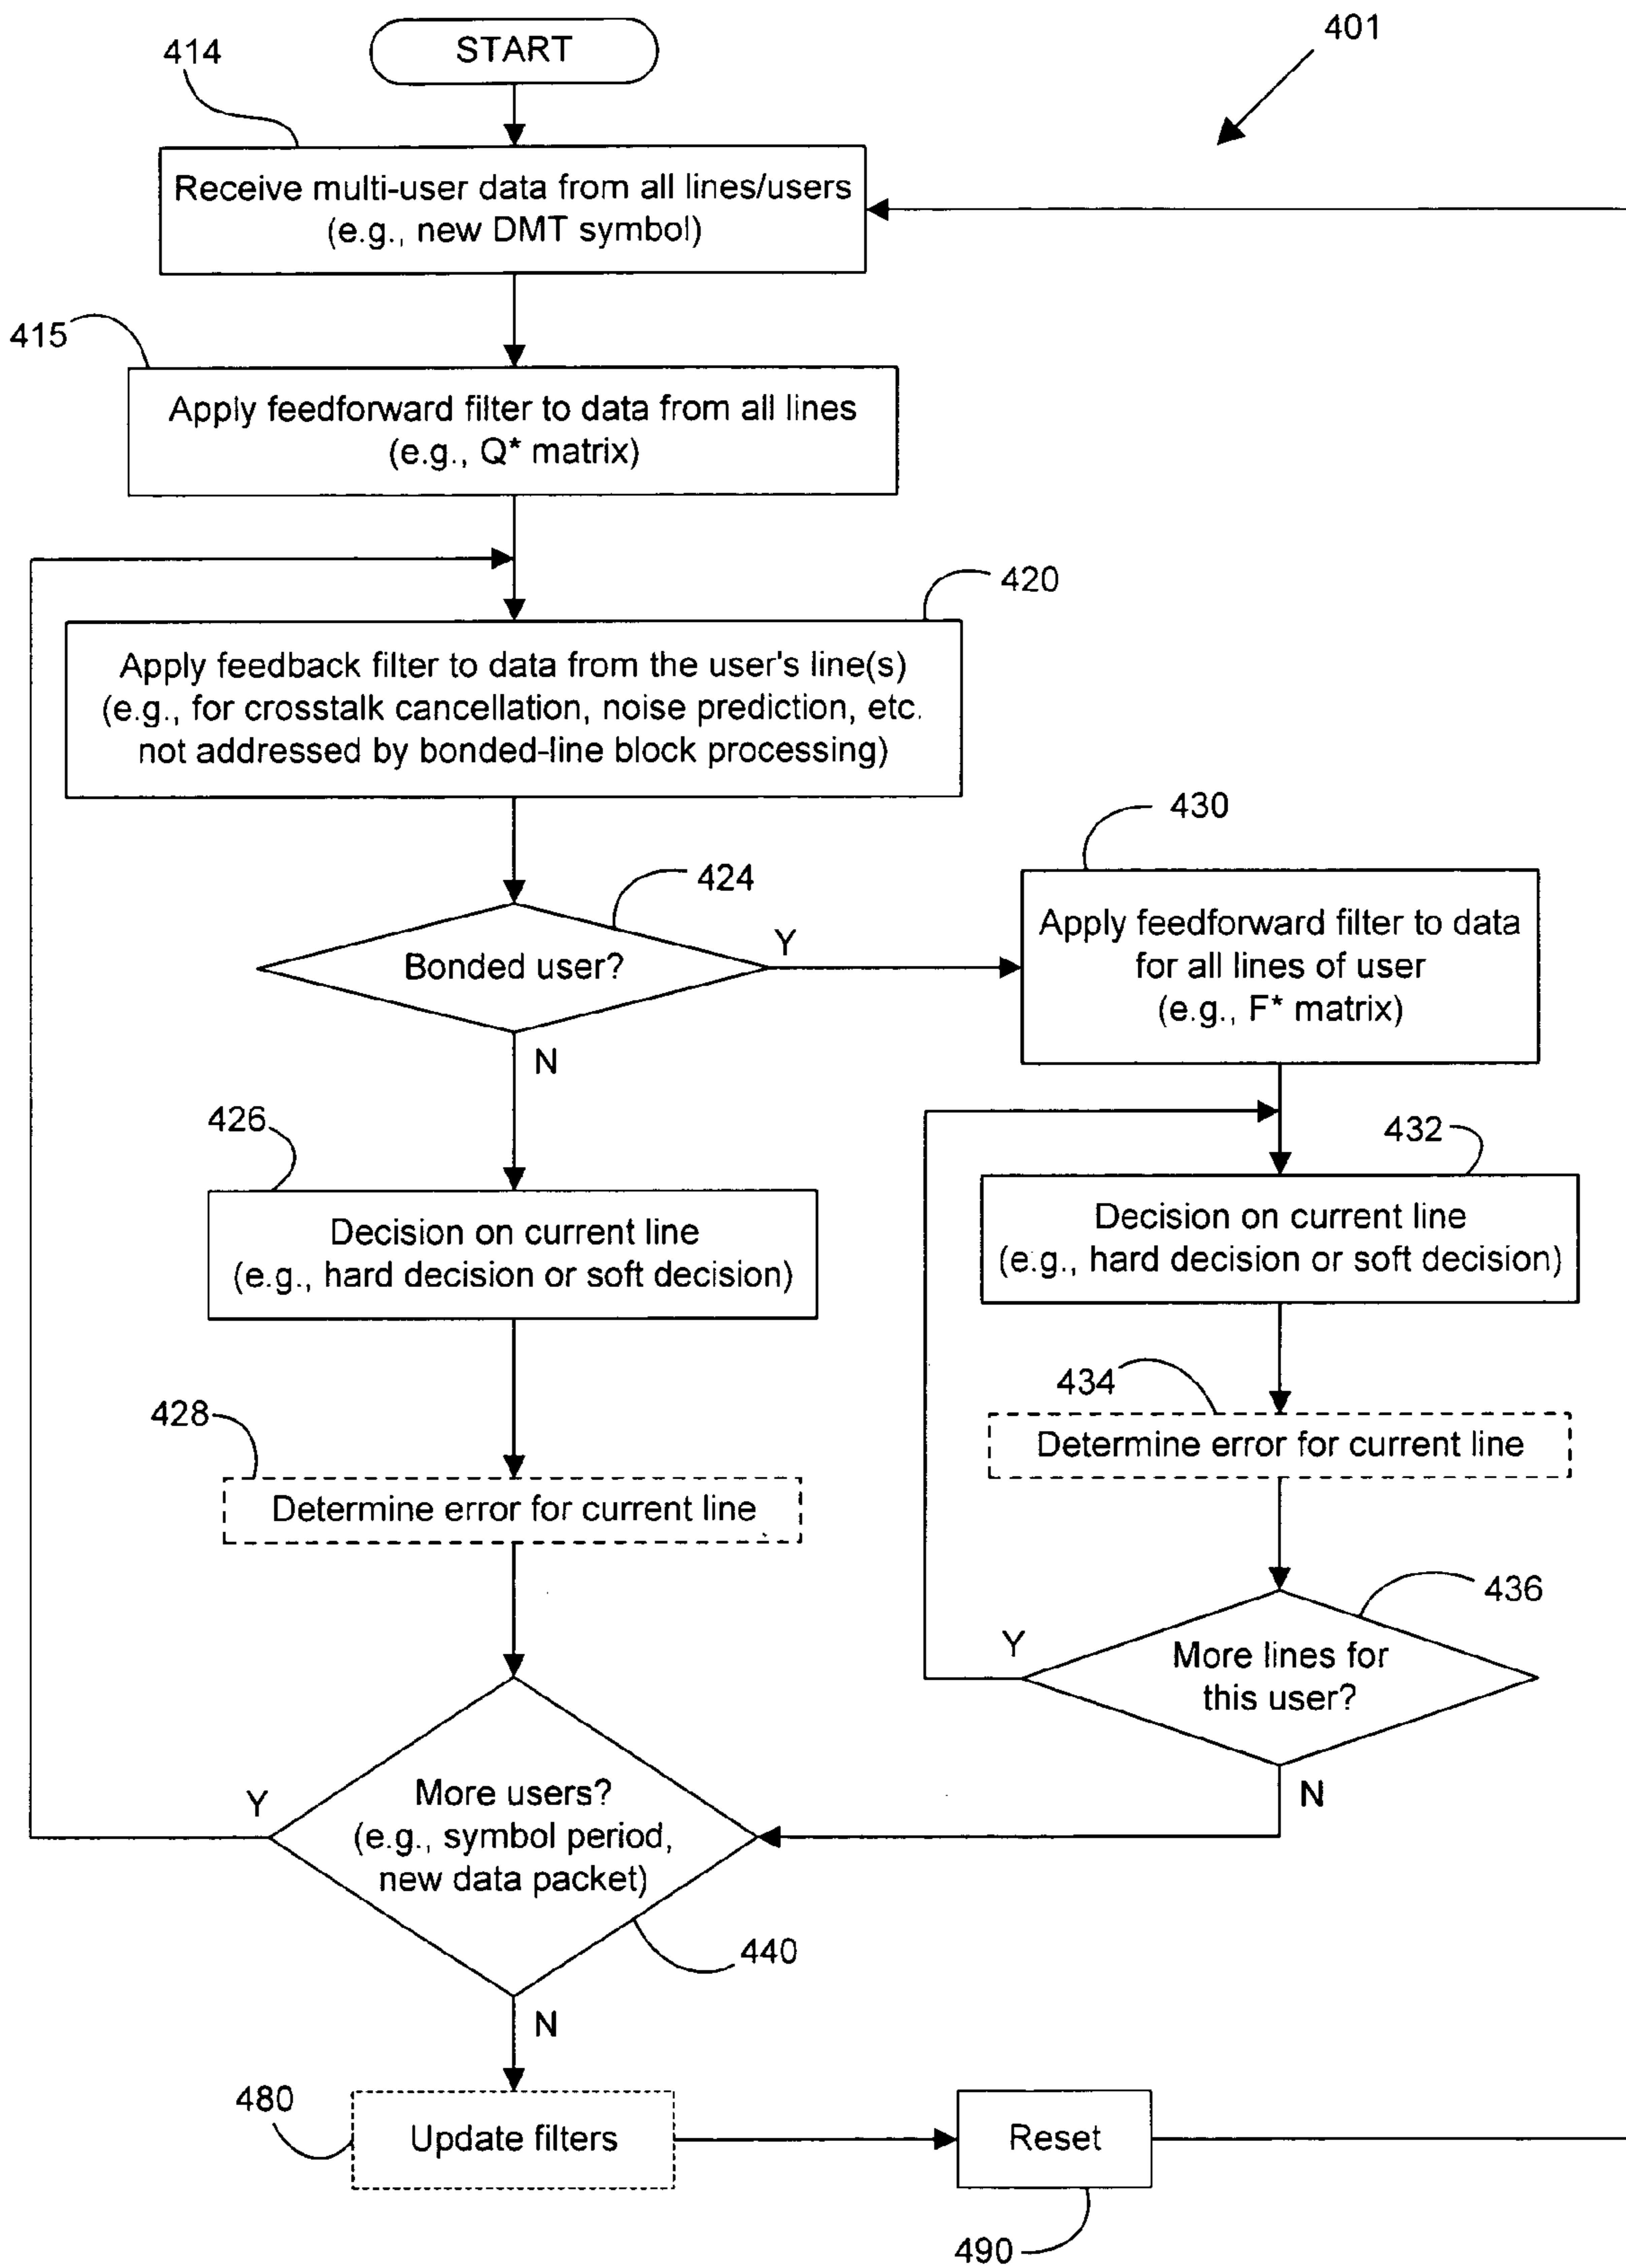 START
401
414
Receive multi-user data from all lines/users
(e.g., new DMT symbol)
415
Apply feedforward filter to data from all lines
(e.g., Q* matrix)
420
Apply feedback filter to data from the user's line(s)
(e.g., for crosstalk cancellation, noise prediction, etc.
not addressed by bonded-line block processing)
424
Bonded user?
Y
N
430
Apply feedforward filter to data
for all lines of user
(e.g., F* matrix)
426
Decision on current line
(e.g., hard decision or soft decision)
432
Decision on current line
(e.g., hard decision or soft decision)
428
Determine error for current line
434
Determine error for current line
436
More lines for
this user?
Y
N
More users?
(e.g., symbol period,
new data packet)
Y
440
N
480
Update filters
Reset
490